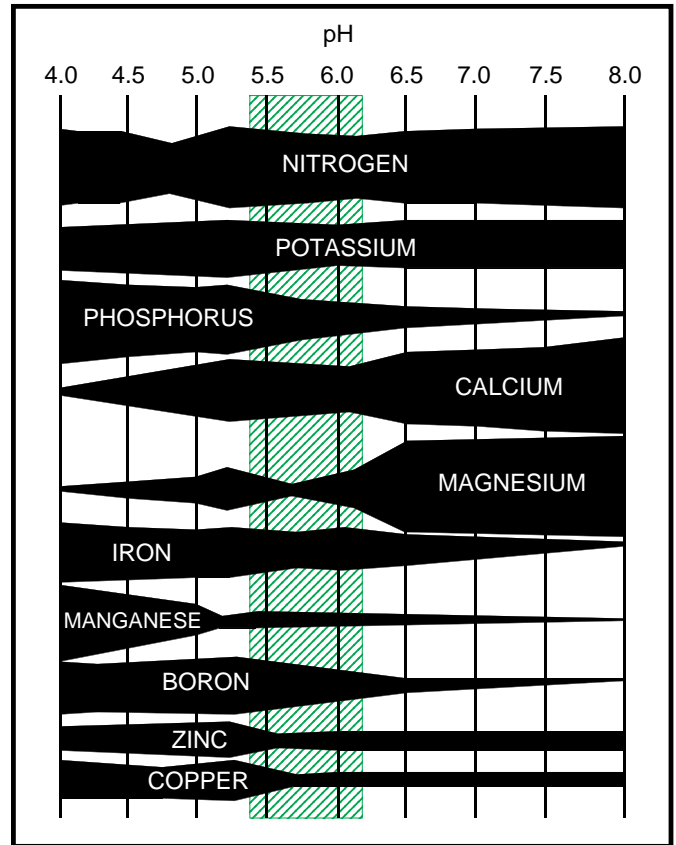 pH
4.0 4.5 5.0 5.5 6.0 6.5 7.0 7.5 8.0
NITROGEN
POTASSIUM
PHOSPHORUS
CALCIUM
MAGNESIUM
IRON
MANGANESE
BORON
ZINC
COPPER